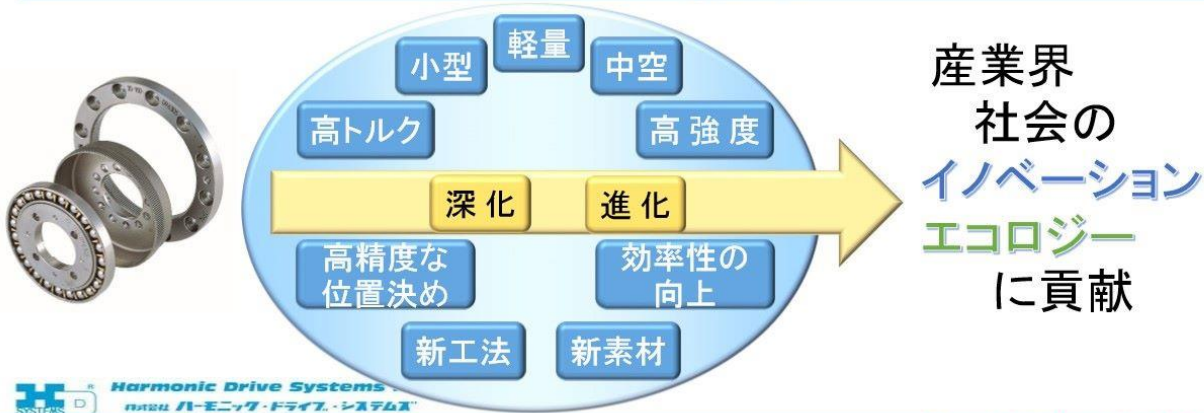 軽量
小型
中空
高トルク
高 強 度
深 化
進 化
高精度な
位置決め
効率性の
向上
新工法
新素材
産業界
社会の
イノベーション
エコロジー
に貢献
Harmonic Drive Systems
株式会社 ハーモニック・ドライブ・システムズ